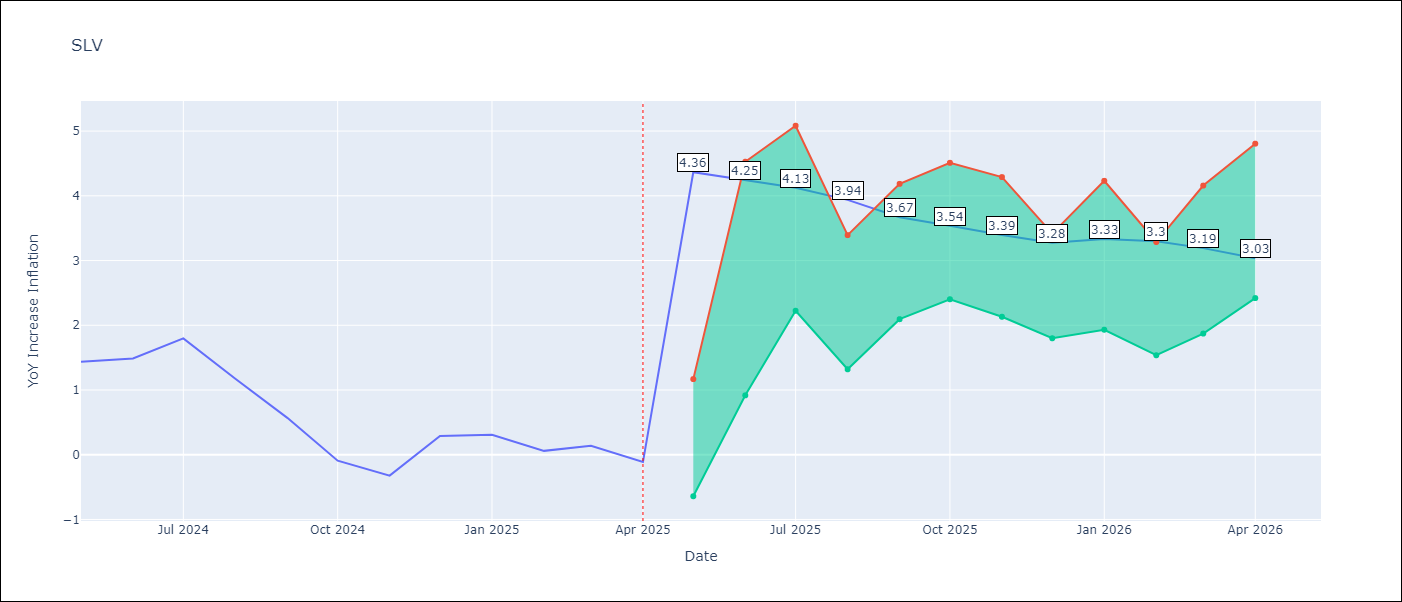 SLV
YoY Increase Inflation
5
4
3
2
1
0
−1
4.36
4.25
4.13
3.94
3.67
3.54
3.39
3.28
3.33
3.3
3.19
3.03
Jul 2024
Oct 2024
Jan 2025
Apr 2025
Jul 2025
Oct 2025
Jan 2026
Apr 2026
Date